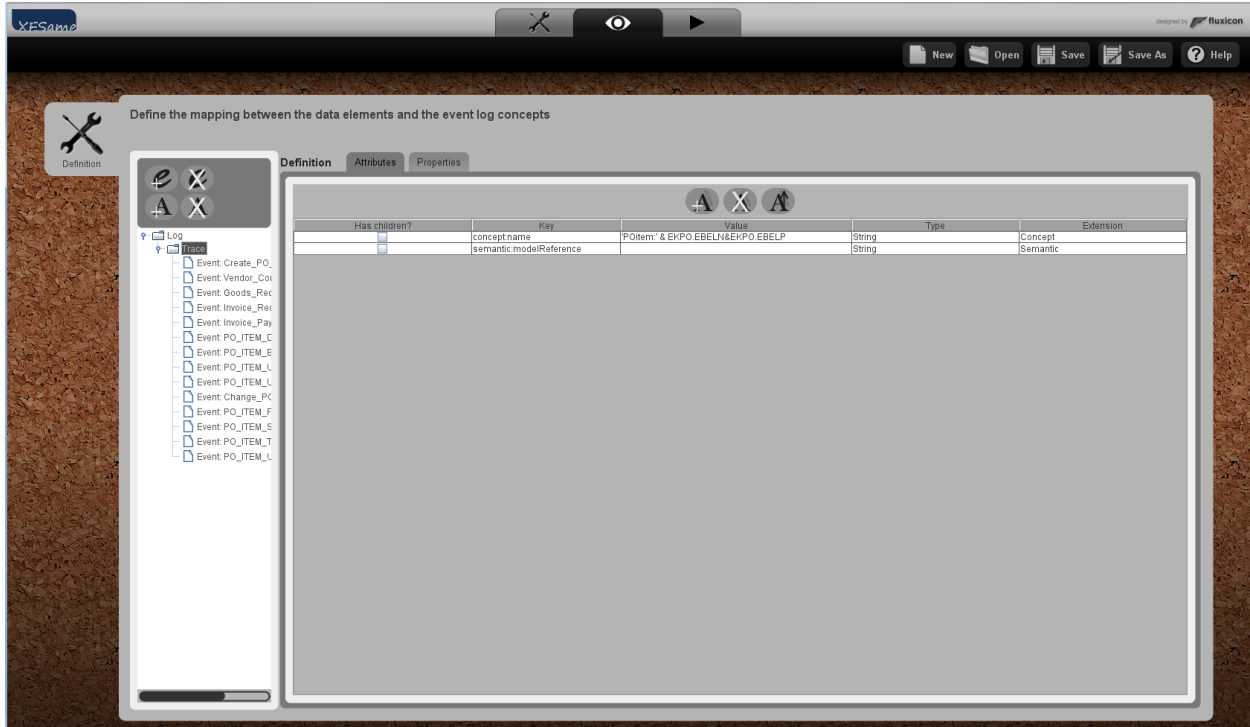 XESame
designed by fluxicon
New Open Save Save As Help
Define the mapping between the data elements and the event log concepts
Definition
Definition Attributes Properties
Has children? Key Value Type Extension
concept:name 'POitem:' & EKPO.EBELN&EKPO.EBELP String Concept
semantic:modelReference String Semantic
Log
Trace
Event: Create_PO_
Event: Vendor_Con
Event: Goods_Rec
Event: Invoice_Rec
Event: Invoice_Pay
Event: PO_ITEM_D
Event: PO_ITEM_E
Event: PO_ITEM_U
Event: PO_ITEM_U
Event: Change_PO
Event: PO_ITEM_F
Event: PO_ITEM_S
Event: PO_ITEM_T
Event: PO_ITEM_U